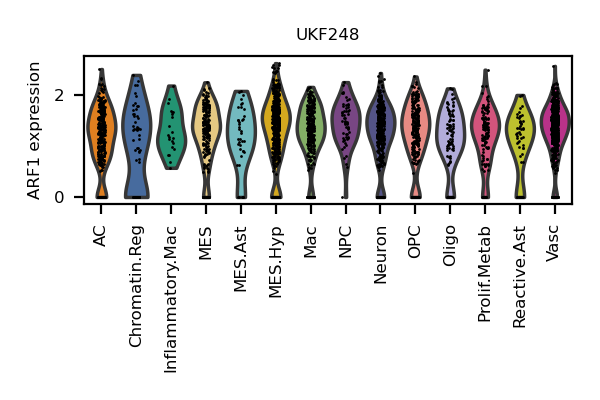 UKF248
ARF1 expression
2
0
AC
Chromatin.Reg
Inflammatory.Mac
MES
MES.Ast
MES.Hyp
Mac
NPC
Neuron
OPC
Oligo
Prolif.Metab
Reactive.Ast
Vasc